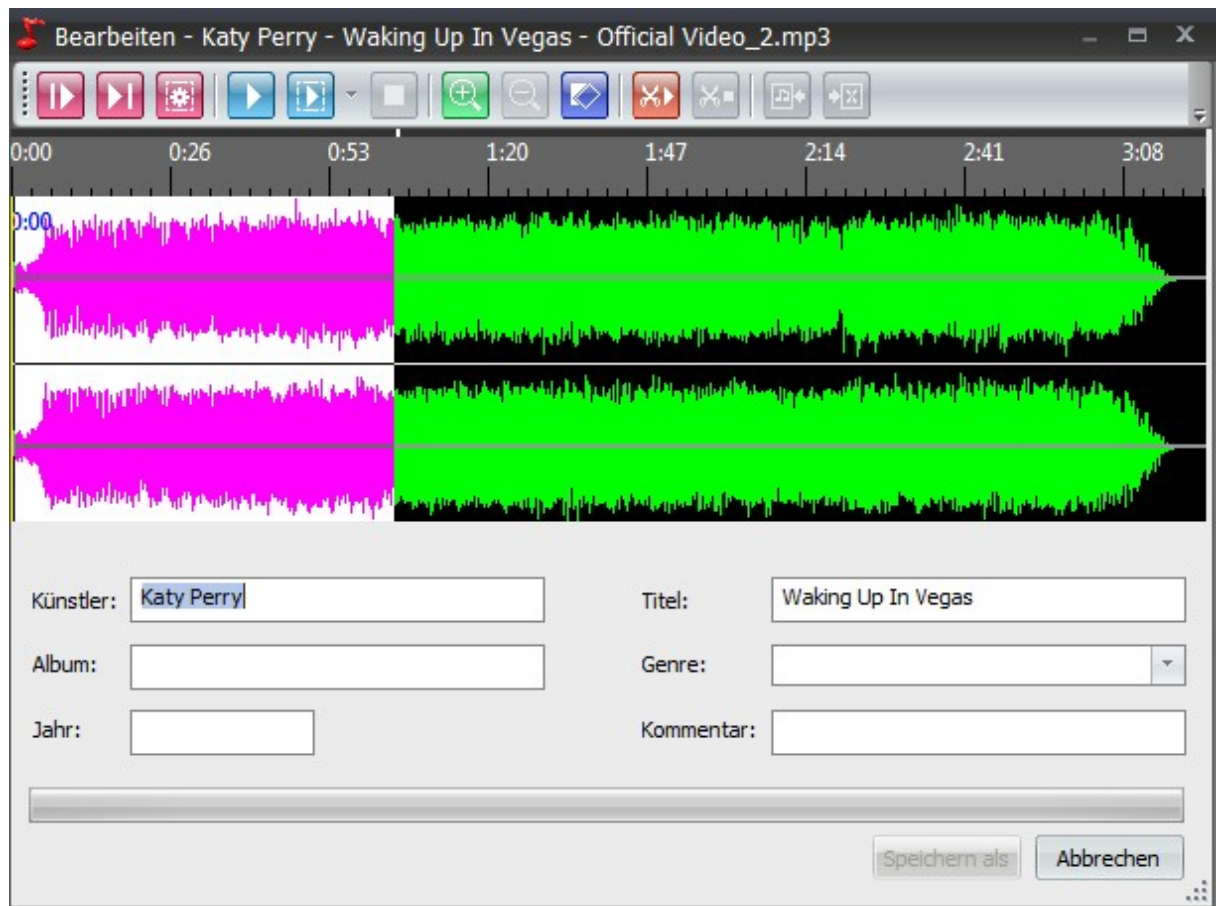 Bearbeiten - Katy Perry - Waking Up In Vegas - Official Video_2.mp3
0:00 0:26 0:53 1:20 1:47 2:14 2:41 3:08
0:00
Künstler: Katy Perry Titel: Waking Up In Vegas
Album: Genre:
Jahr: Kommentar:
Speichern als Abbrechen